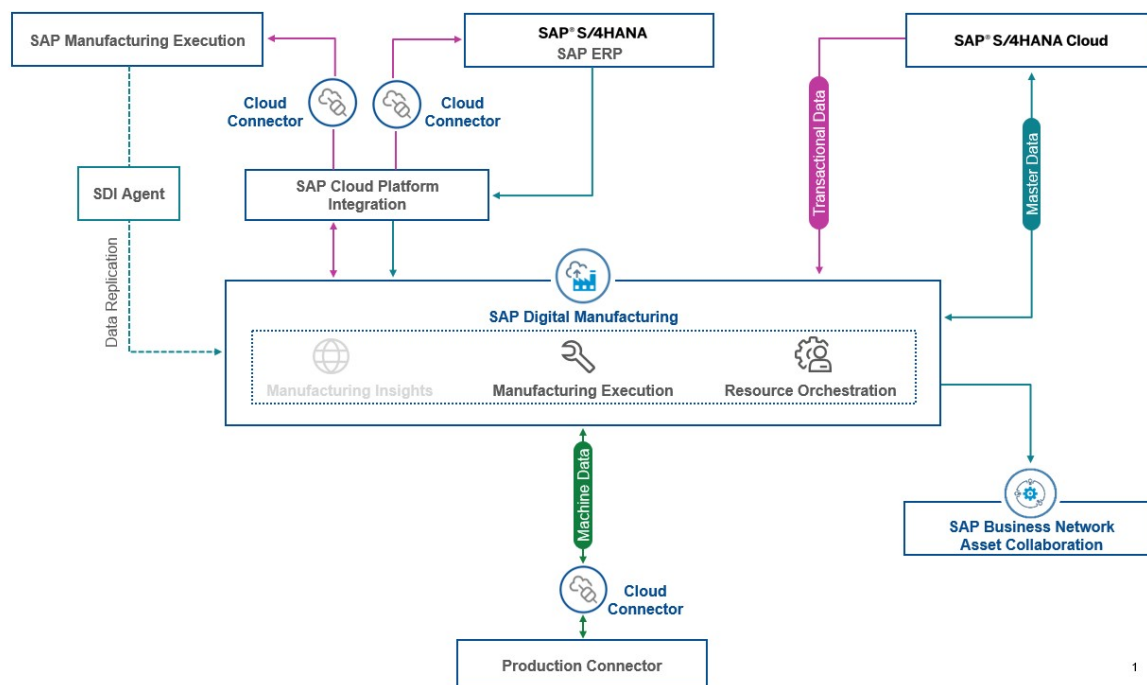 SAP Manufacturing Execution
SAP® S/4HANA
SAP ERP
SAP® S/4HANA Cloud
Cloud
Connector
Cloud
Connector
Transactional Data
Master Data
SDI Agent
SAP Cloud Platform
Integration
Data Replication
SAP Digital Manufacturing
Manufacturing Insights
Manufacturing Execution
Resource Orchestration
Machine Data
SAP Business Network
Asset Collaboration
Cloud
Connector
Production Connector
1